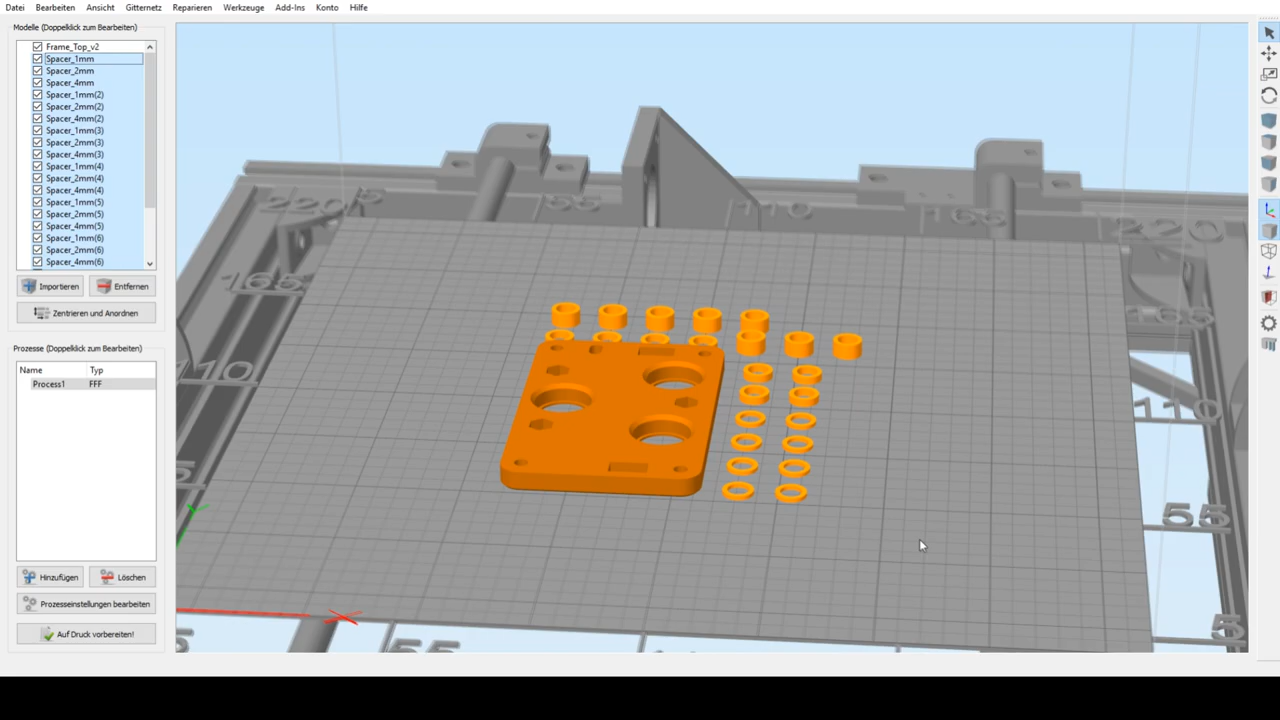 Datei Bearbeiten Ansicht Gitternetz Reparieren Werkzeuge Add-Ins Konto Hilfe
Modelle (Doppelklick zum Bearbeiten)
Frame_Top_v2
Spacer_1mm
Spacer_2mm
Spacer_4mm
Spacer_1mm(2)
Spacer_2mm(2)
Spacer_4mm(2)
Spacer_1mm(3)
Spacer_2mm(3)
Spacer_4mm(3)
Spacer_1mm(4)
Spacer_2mm(4)
Spacer_4mm(4)
Spacer_1mm(5)
Spacer_2mm(5)
Spacer_4mm(5)
Spacer_1mm(6)
Spacer_2mm(6)
Spacer_4mm(6)
Importieren Entfernen
Zentrieren und Anordnen
Prozesse (Doppelklick zum Bearbeiten)
Name Typ
Process1 FFF
Hinzufügen Löschen
Prozesseinstellungen bearbeiten
Auf Druck vorbereiten!
220 55 110 165 220
165 165
110 110
55
55 5